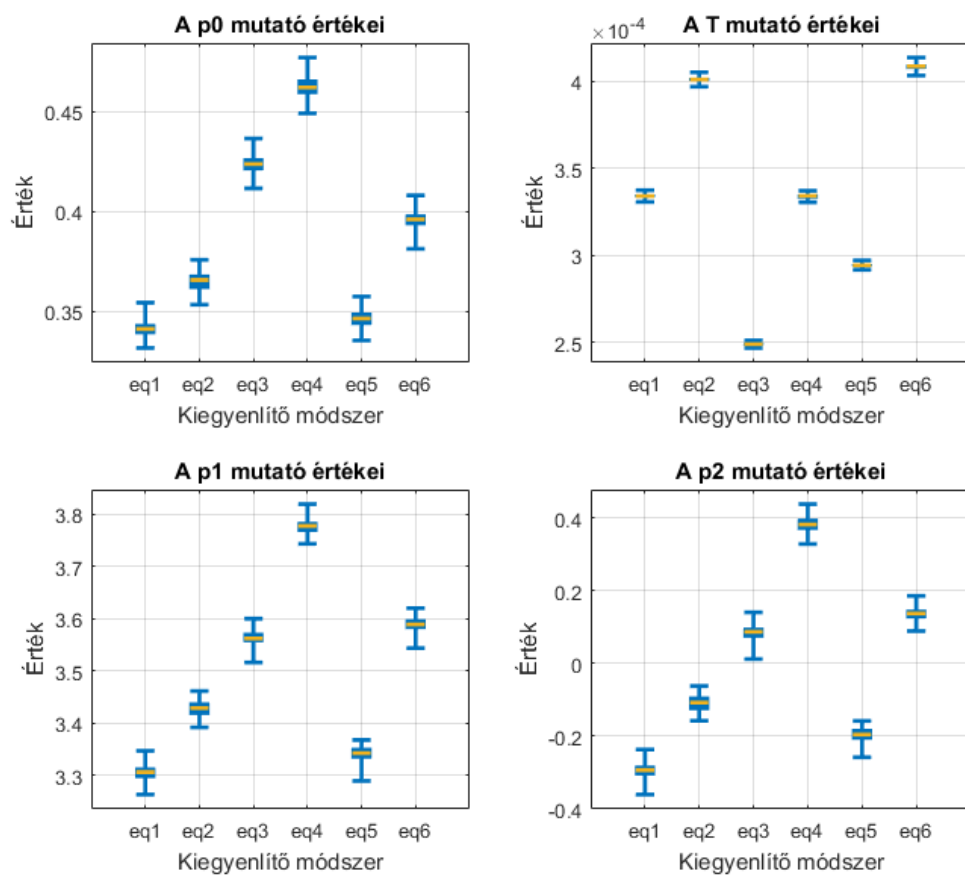 A p0 mutató értékei
Érték
0.45
0.4
0.35
eq1 eq2 eq3 eq4 eq5 eq6
Kiegyenlítő módszer
A T mutató értékei
×10-4
Érték
4
3.5
3
2.5
eq1 eq2 eq3 eq4 eq5 eq6
Kiegyenlítő módszer
A p1 mutató értékei
Érték
3.8
3.7
3.6
3.5
3.4
3.3
eq1 eq2 eq3 eq4 eq5 eq6
Kiegyenlítő módszer
A p2 mutató értékei
Érték
0.4
0.2
0
-0.2
-0.4
eq1 eq2 eq3 eq4 eq5 eq6
Kiegyenlítő módszer